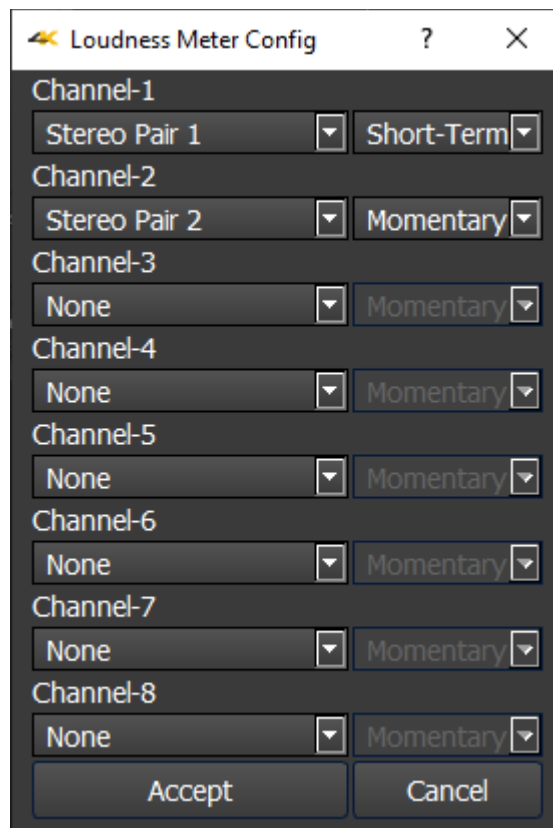 4K Loudness Meter Config ?
Channel-1
Stereo Pair 1 Short-Term
Channel-2
Stereo Pair 2 Momentary
Channel-3
None Momentary
Channel-4
None Momentary
Channel-5
None Momentary
Channel-6
None Momentary
Channel-7
None Momentary
Channel-8
None Momentary
Accept Cancel